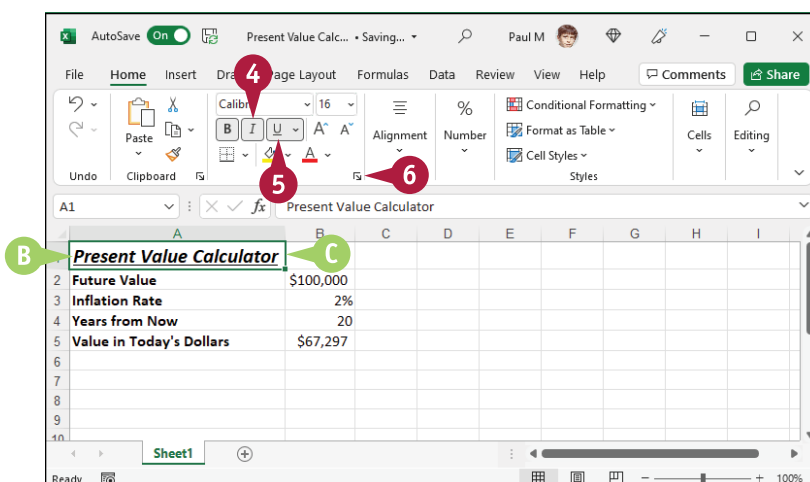 AutoSave On Present Value Calc... • Saving... Paul M
File Home Insert Page Layout Formulas Data Review View Help Comments Share
16
Paste B I U A A Alignment % Number Conditional Formatting Format as Table Cell Styles Cells Editing
A
Undo Clipboard Styles
4
5
6
A1 fx Present Value Calculator
A B C D E F G H I
B Present Value Calculator C
2 Future Value $100,000
3 Inflation Rate 2%
4 Years from Now 20
5 Value in Today's Dollars $67,297
6
7
8
9
10
Sheet1
Ready 100%